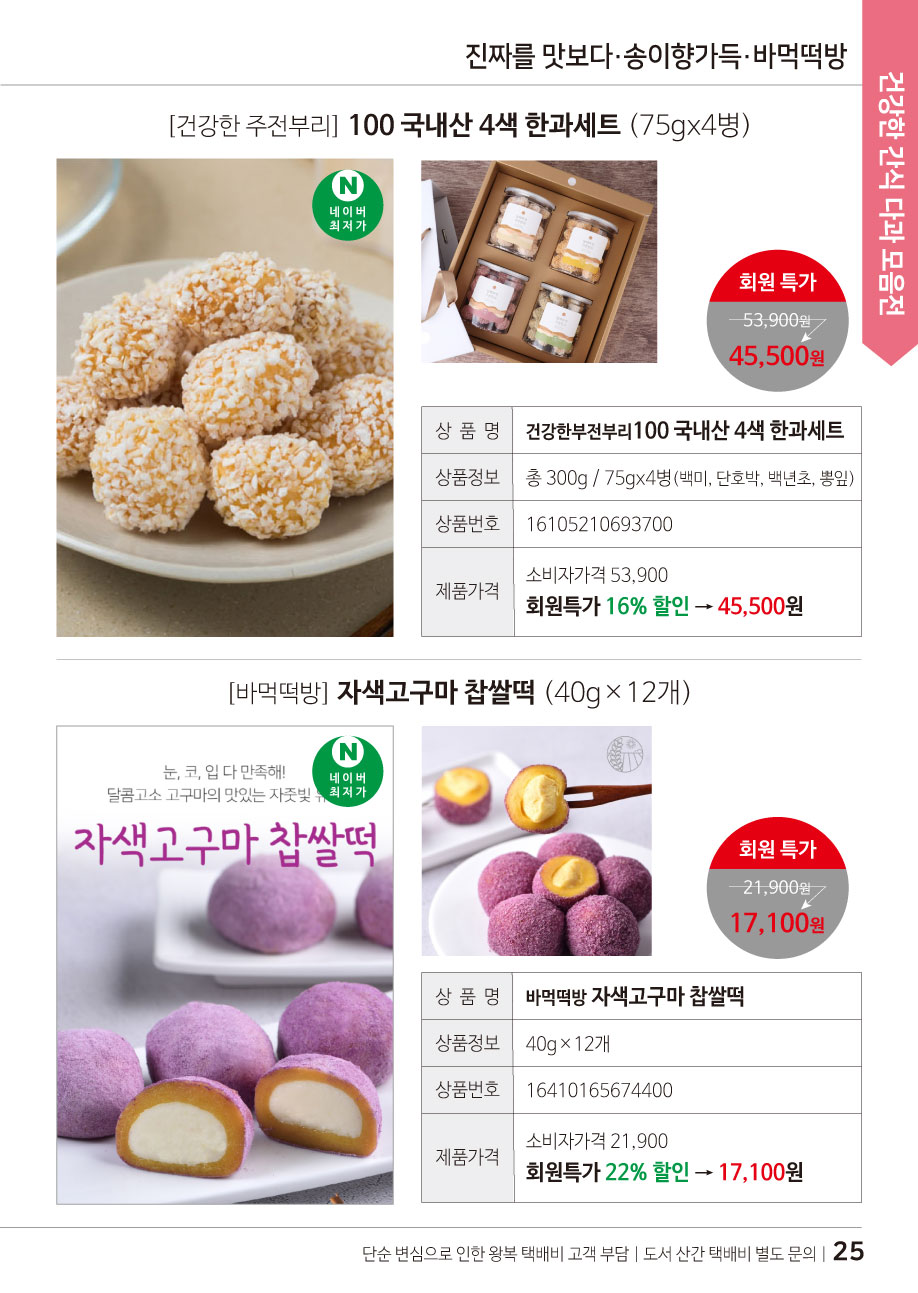 진짜를 맛보다·송이향가득·바먹떡방
건강한 간식 다과 모음전
[건강한 주전부리] 100 국내산 4색 한과세트 (75gx4병)
N
네이버
최저가
회원 특가
53,900원
45,500원
상 품 명 건강한부전부리100 국내산 4색 한과세트
상품정보 총 300g / 75gx4병(백미, 단호박, 백년초, 뽕잎)
상품번호 16105210693700
제품가격 소비자가격 53,900
회원특가 16% 할인 → 45,500원
[바먹떡방] 자색고구마 찹쌀떡 (40g×12개)
눈, 코, 입 다 만족해!
달콤고소 고구마의 맛있는 자줏빛
N
네이버
최저가
자색고구마 찹쌀떡
회원 특가
21,900원
17,100원
상 품 명 바먹떡방 자색고구마 찹쌀떡
상품정보 40g×12개
상품번호 16410165674400
제품가격 소비자가격 21,900
회원특가 22% 할인 → 17,100원
단순 변심으로 인한 왕복 택배비 고객 부담 | 도서 산간 택배비 별도 문의 | 25